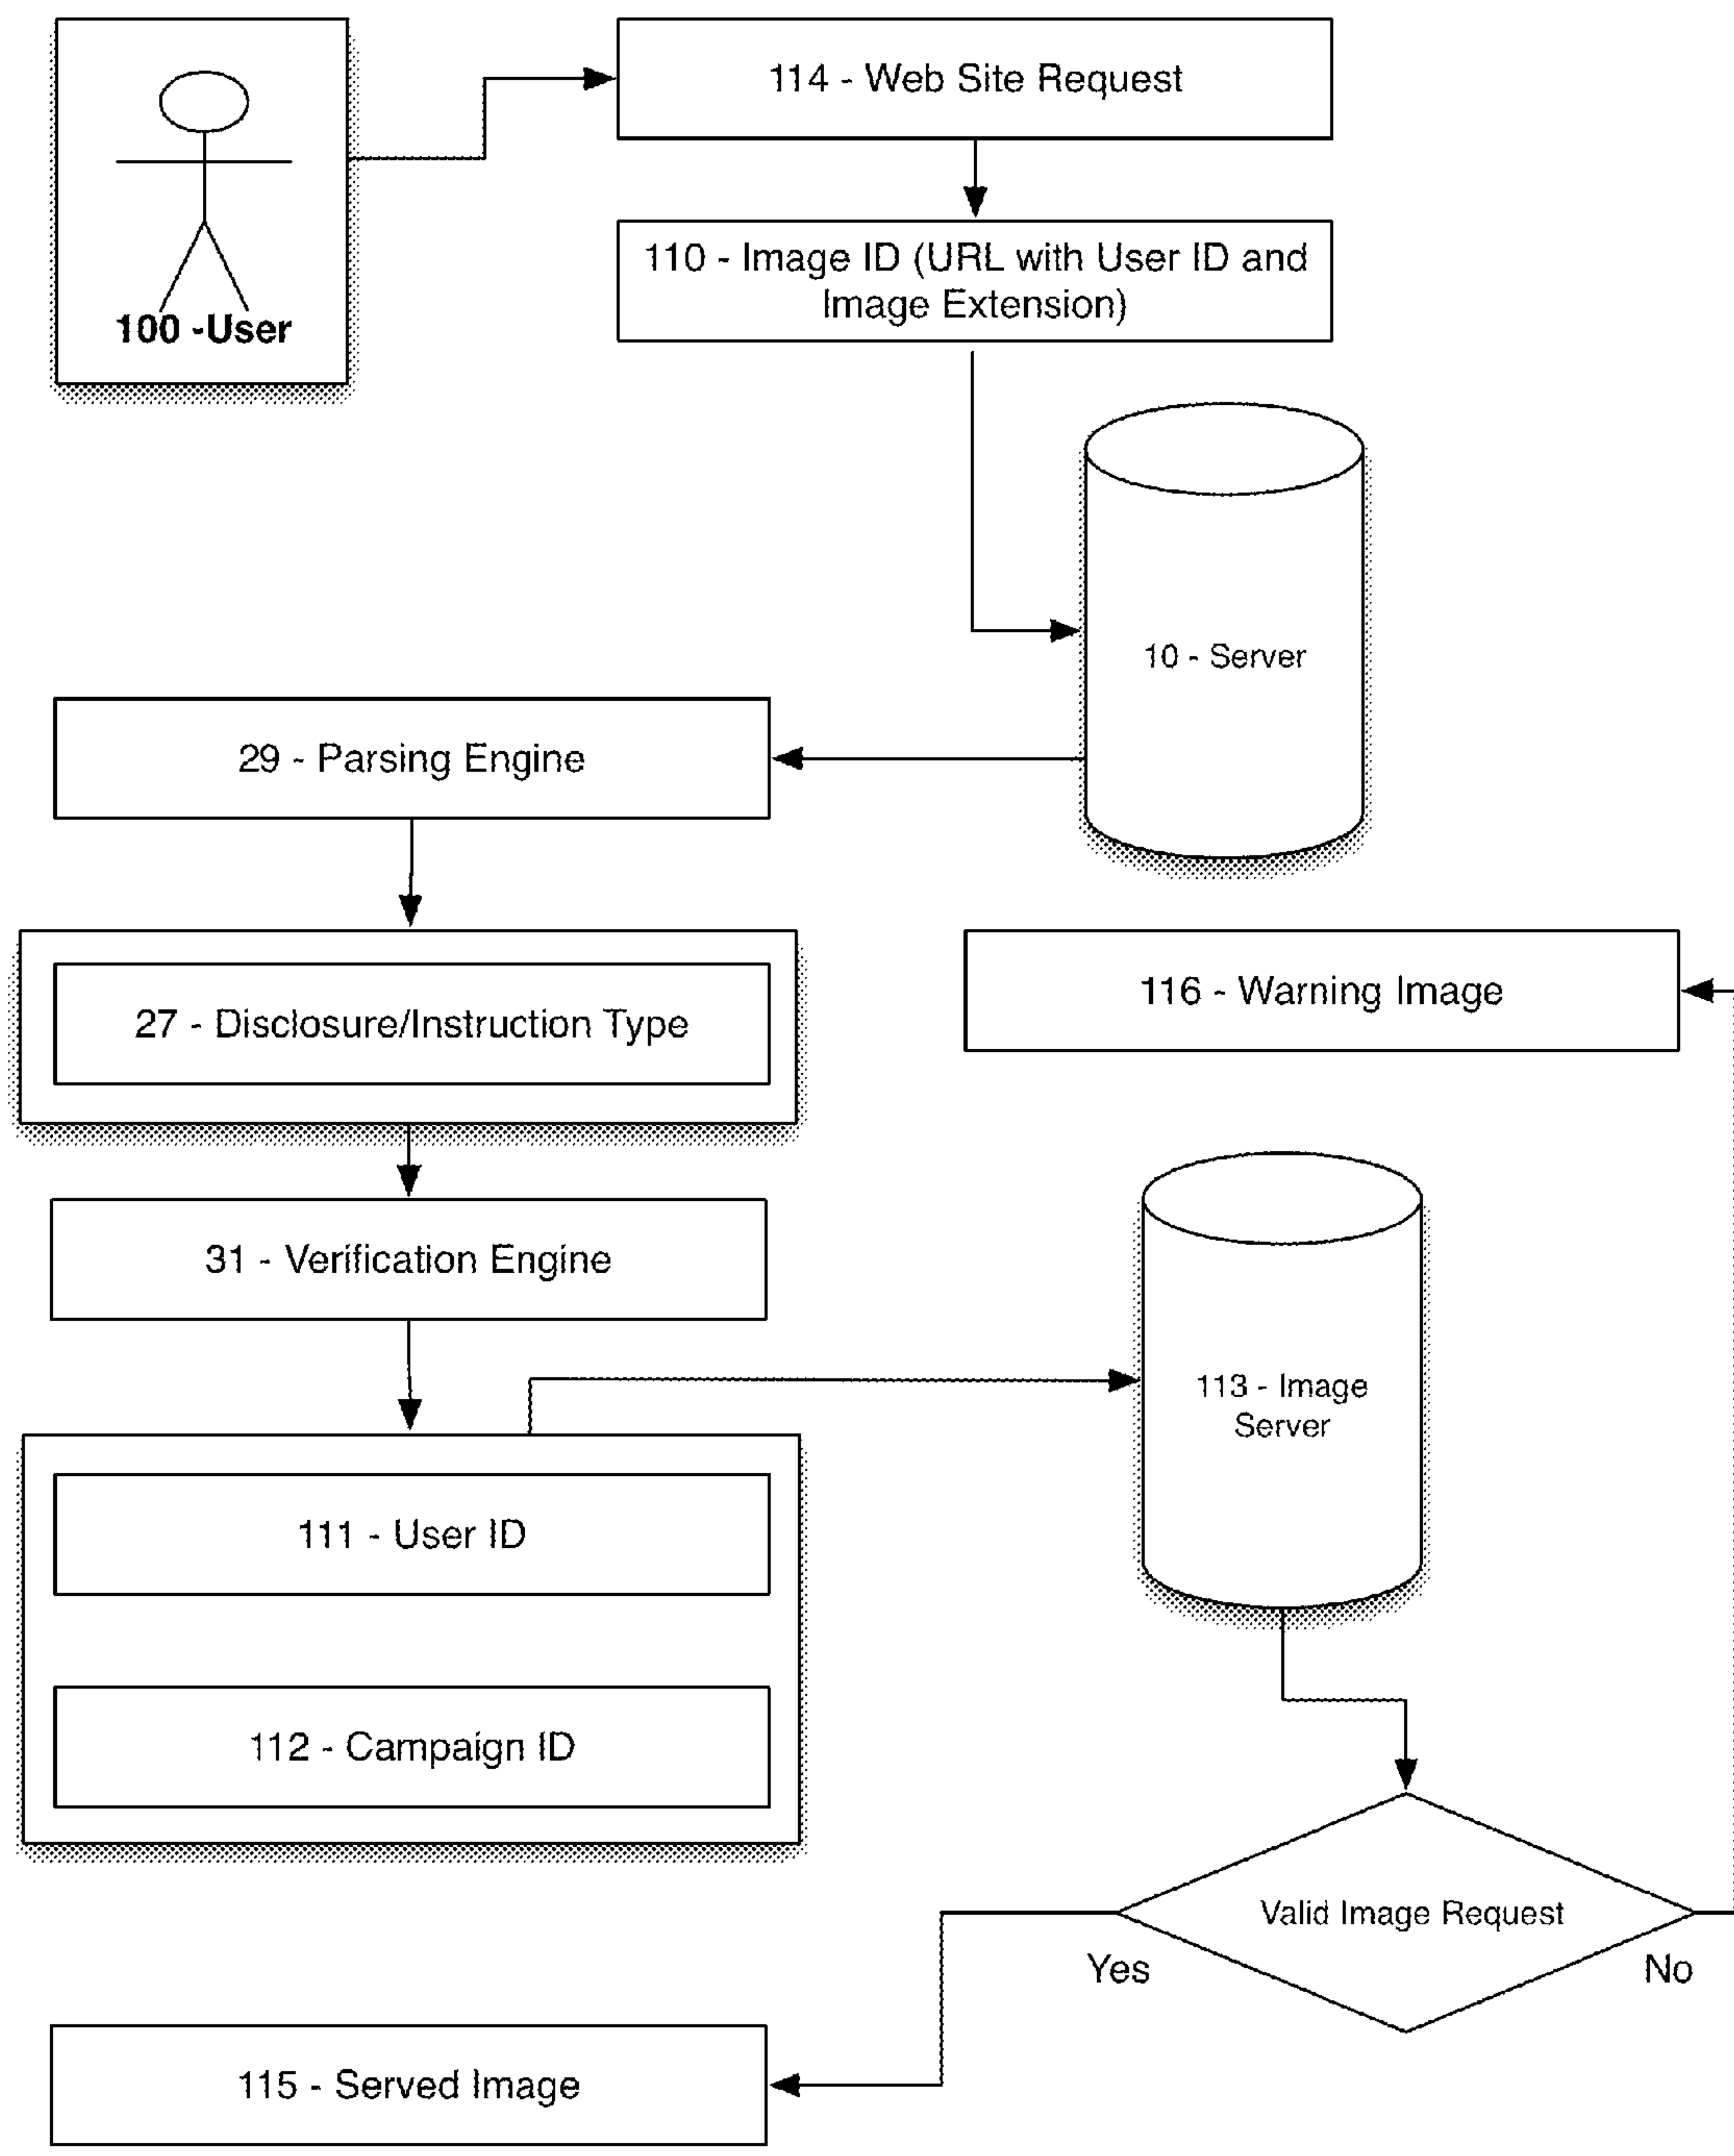 114 - Web Site Request
100 -User
110 - Image ID (URL with User ID and
Image Extension)
10 - Server
29 - Parsing Engine
27 - Disclosure/Instruction Type
116 - Warning Image
31 - Verification Engine
113 - Image
Server
111 - User ID
112 - Campaign ID
Valid Image Request
Yes
No
115 - Served Image